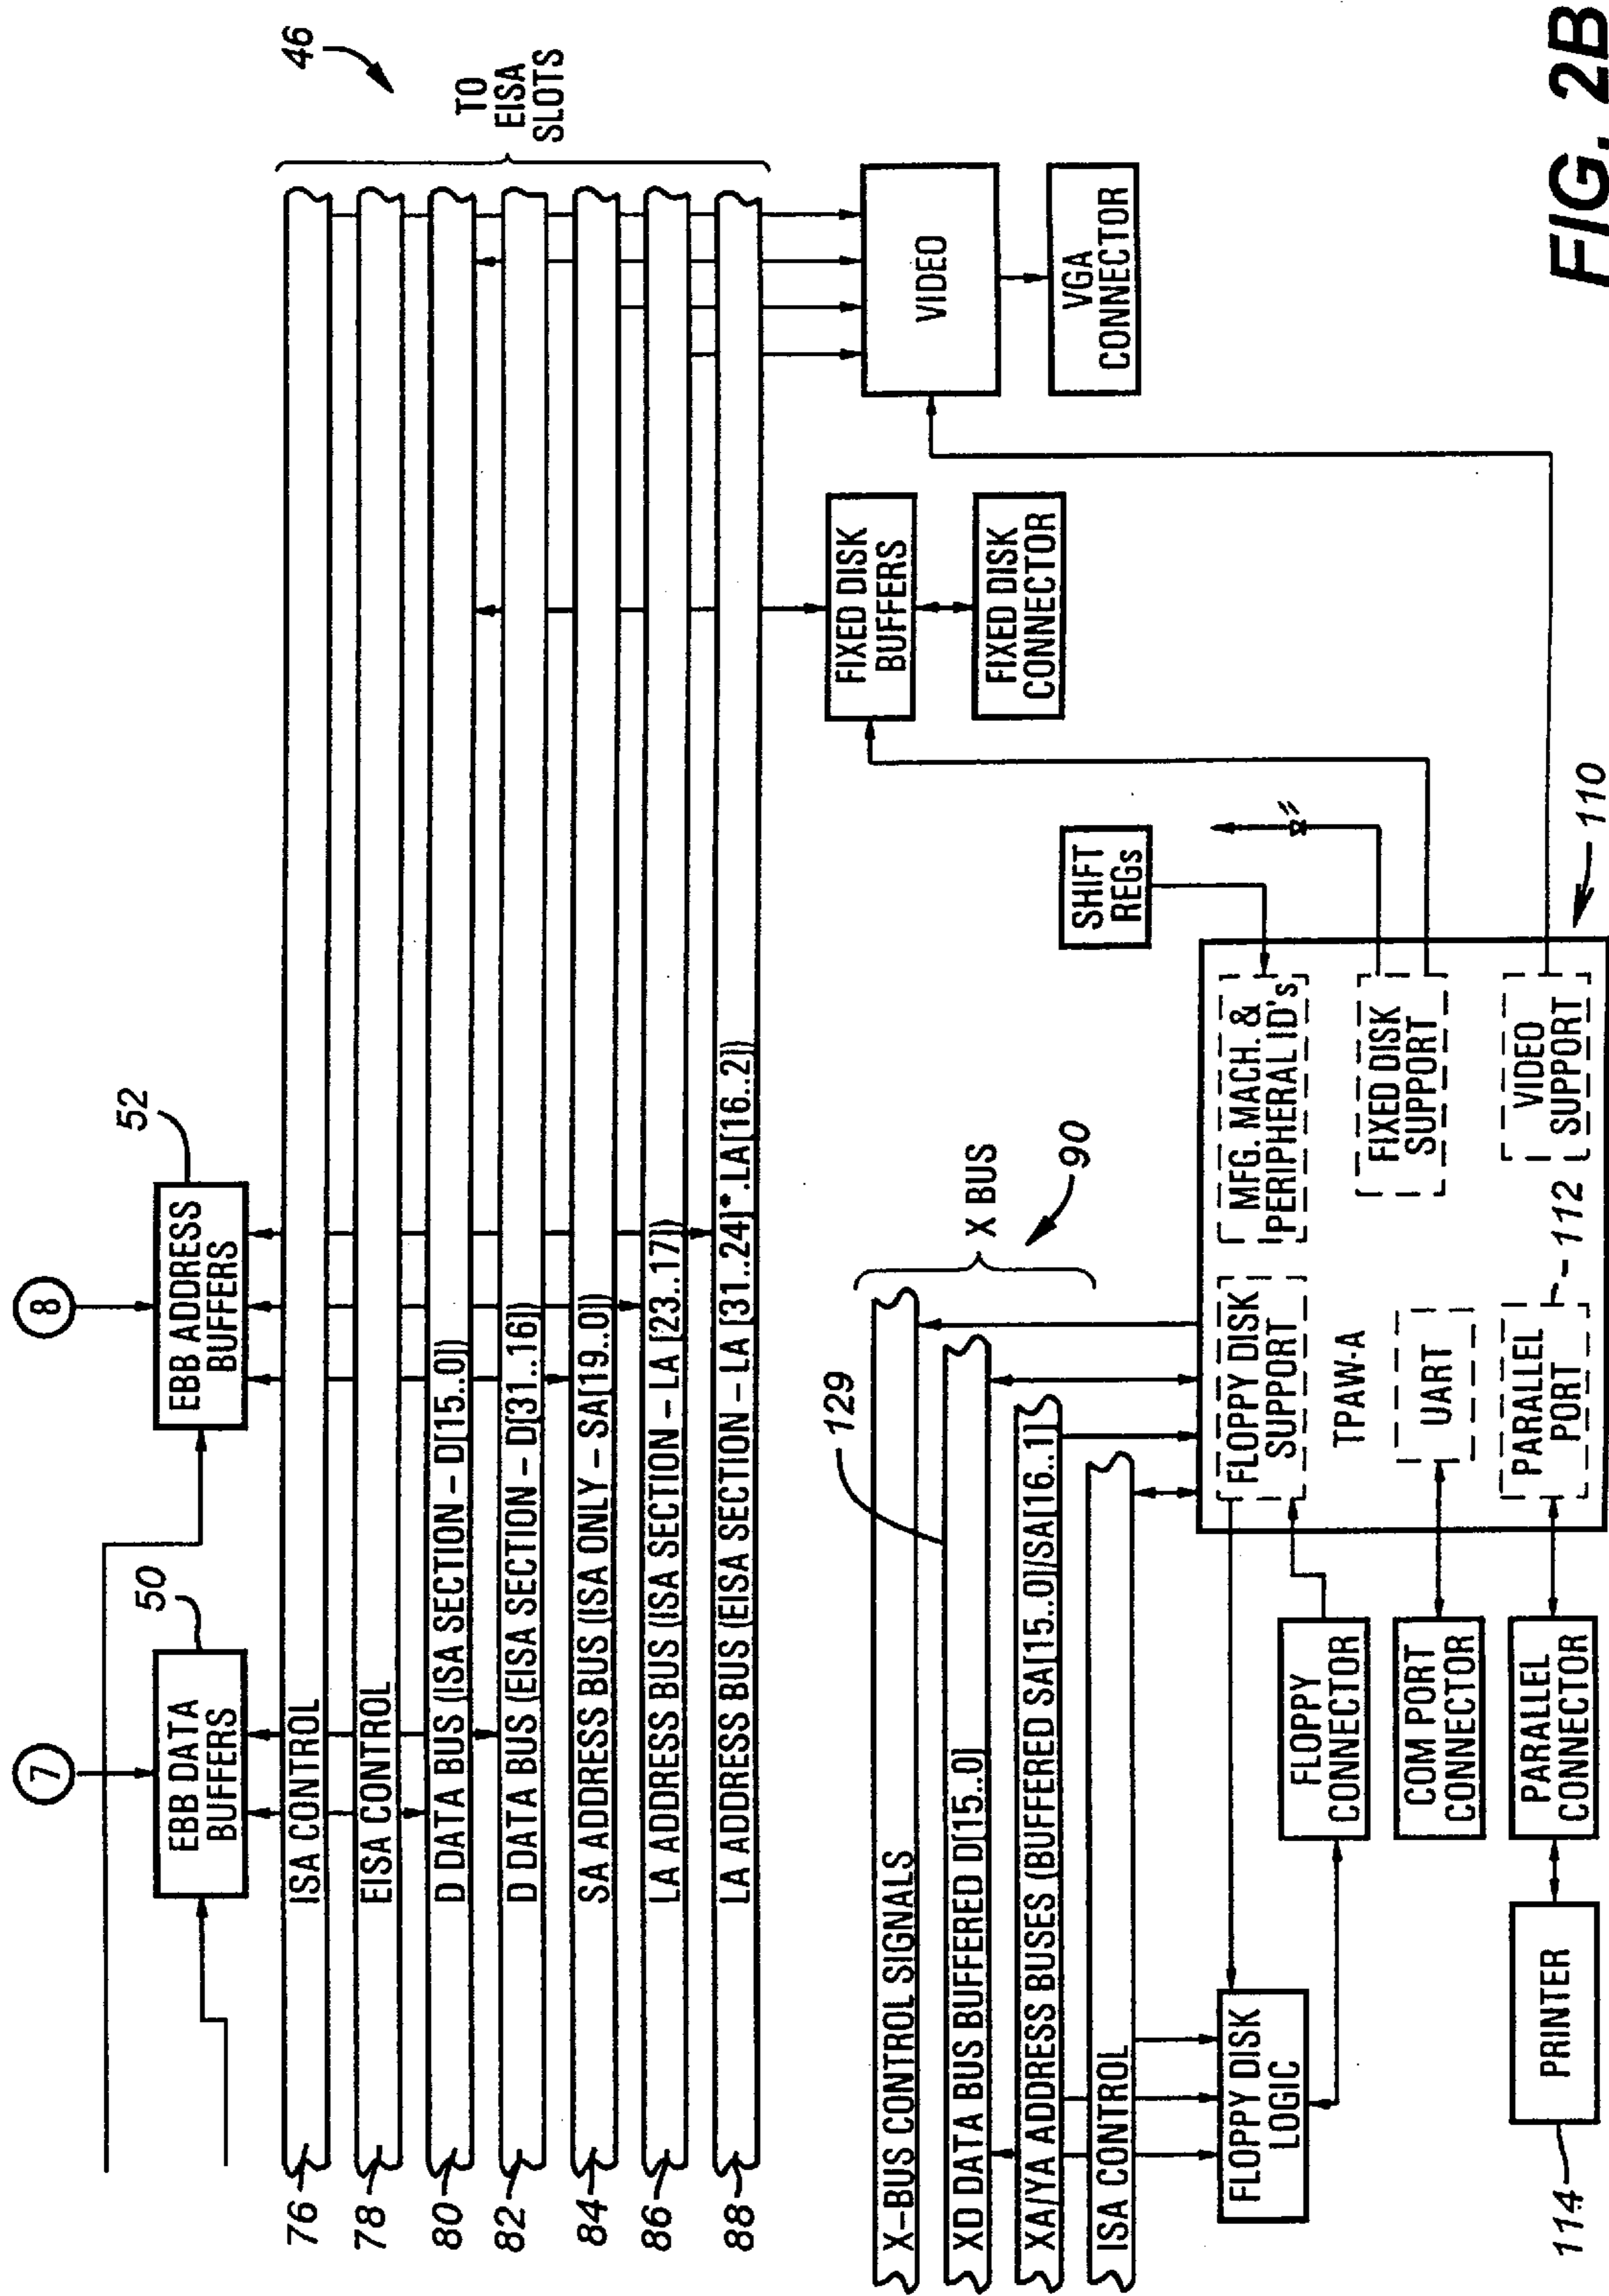 7
8
EBB DATA
BUFFERS
50
EBB ADDRESS
BUFFERS
52
46
TO
EISA
SLOTS
76
ISA CONTROL
78
EISA CONTROL
80
D DATA BUS (ISA SECTION – D[15..0])
82
D DATA BUS (EISA SECTION – D[31..16])
84
SA ADDRESS BUS (ISA ONLY – SA[19..0])
86
LA ADDRESS BUS (ISA SECTION – LA [23..17])
88
LA ADDRESS BUS (EISA SECTION – LA [31..24]*.LA[16..2])
FIXED DISK
BUFFERS
FIXED DISK
CONNECTOR
VIDEO
VGA
CONNECTOR
X-BUS CONTROL SIGNALS
XD DATA BUS BUFFERED D[15..0]
129
XA/YA ADDRESS BUSES (BUFFERED SA[15..0]/ISA[16..1]
ISA CONTROL
X BUS
90
SHIFT
REGs
FLOPPY DISK
LOGIC
FLOPPY
CONNECTOR
COM PORT
CONNECTOR
PARALLEL
CONNECTOR
PRINTER
114
FLOPPY DISK
SUPPORT
MFG. MACH. &
PERIPHERAL ID's
TPAW-A
FIXED DISK
SUPPORT
UART
PARALLEL
PORT
112
VIDEO
SUPPORT
110
FIG. 2B